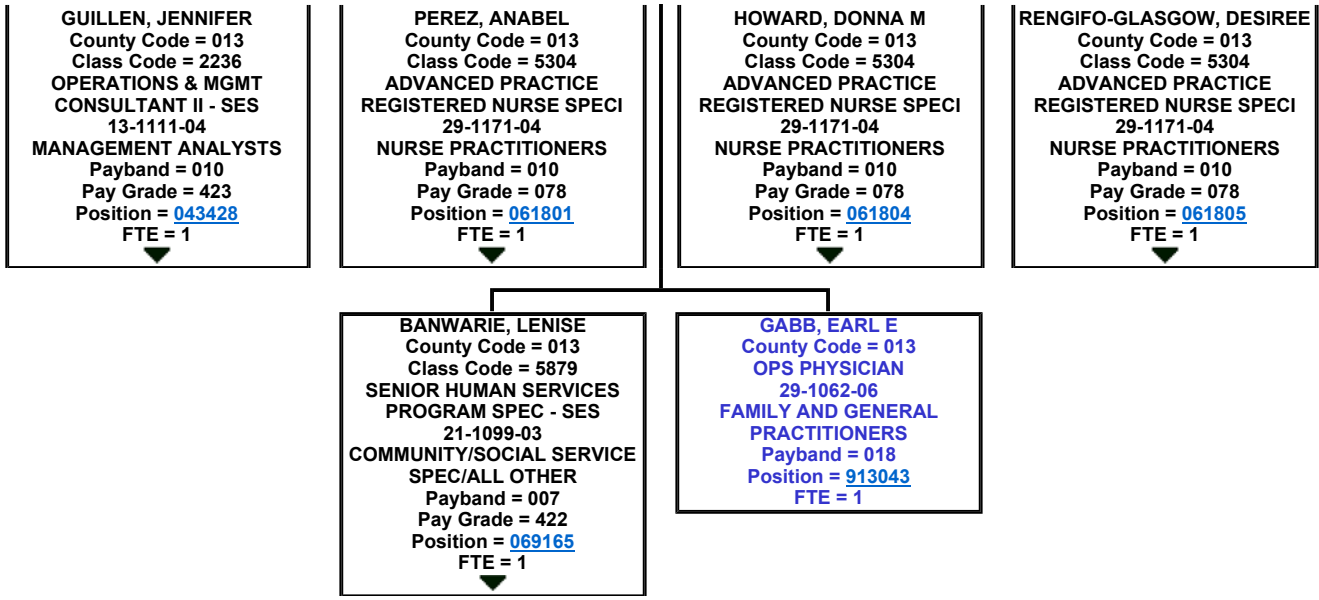 GUILLEN, JENNIFER
County Code = 013
Class Code = 2236
OPERATIONS & MGMT
CONSULTANT II - SES
13-1111-04
MANAGEMENT ANALYSTS
Payband = 010
Pay Grade = 423
Position = 043428
FTE = 1
PEREZ, ANABEL
County Code = 013
Class Code = 5304
ADVANCED PRACTICE
REGISTERED NURSE SPECI
29-1171-04
NURSE PRACTITIONERS
Payband = 010
Pay Grade = 078
Position = 061801
FTE = 1
HOWARD, DONNA M
County Code = 013
Class Code = 5304
ADVANCED PRACTICE
REGISTERED NURSE SPECI
29-1171-04
NURSE PRACTITIONERS
Payband = 010
Pay Grade = 078
Position = 061804
FTE = 1
RENGIFO-GLASGOW, DESIREE
County Code = 013
Class Code = 5304
ADVANCED PRACTICE
REGISTERED NURSE SPECI
29-1171-04
NURSE PRACTITIONERS
Payband = 010
Pay Grade = 078
Position = 061805
FTE = 1
BANWARIE, LENISE
County Code = 013
Class Code = 5879
SENIOR HUMAN SERVICES
PROGRAM SPEC - SES
21-1099-03
COMMUNITY/SOCIAL SERVICE
SPEC/ALL OTHER
Payband = 007
Pay Grade = 422
Position = 069165
FTE = 1
GABB, EARL E
County Code = 013
OPS PHYSICIAN
29-1062-06
FAMILY AND GENERAL
PRACTITIONERS
Payband = 018
Position = 913043
FTE = 1